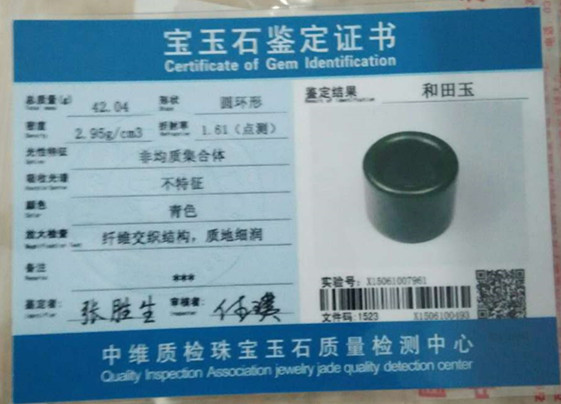 宝玉石鉴定证书
Certificate of Gem Identification
总质量(g) 42.04 形状 圆环形
密度 2.95g/cm3 折射率 1.61(点测)
光性特征 非均质集合体
吸收光谱 不特征
颜色 青色
放大检查 纤维交织结构，质地细润
备注 ***
鉴定者: 张胜生 审核者:
鉴定结果 和田玉
实验号: X15061007961
文件码: 1523 X1506100493
中维质检珠宝玉石质量检测中心
Quality Inspection Association jewelry jade quality detection center